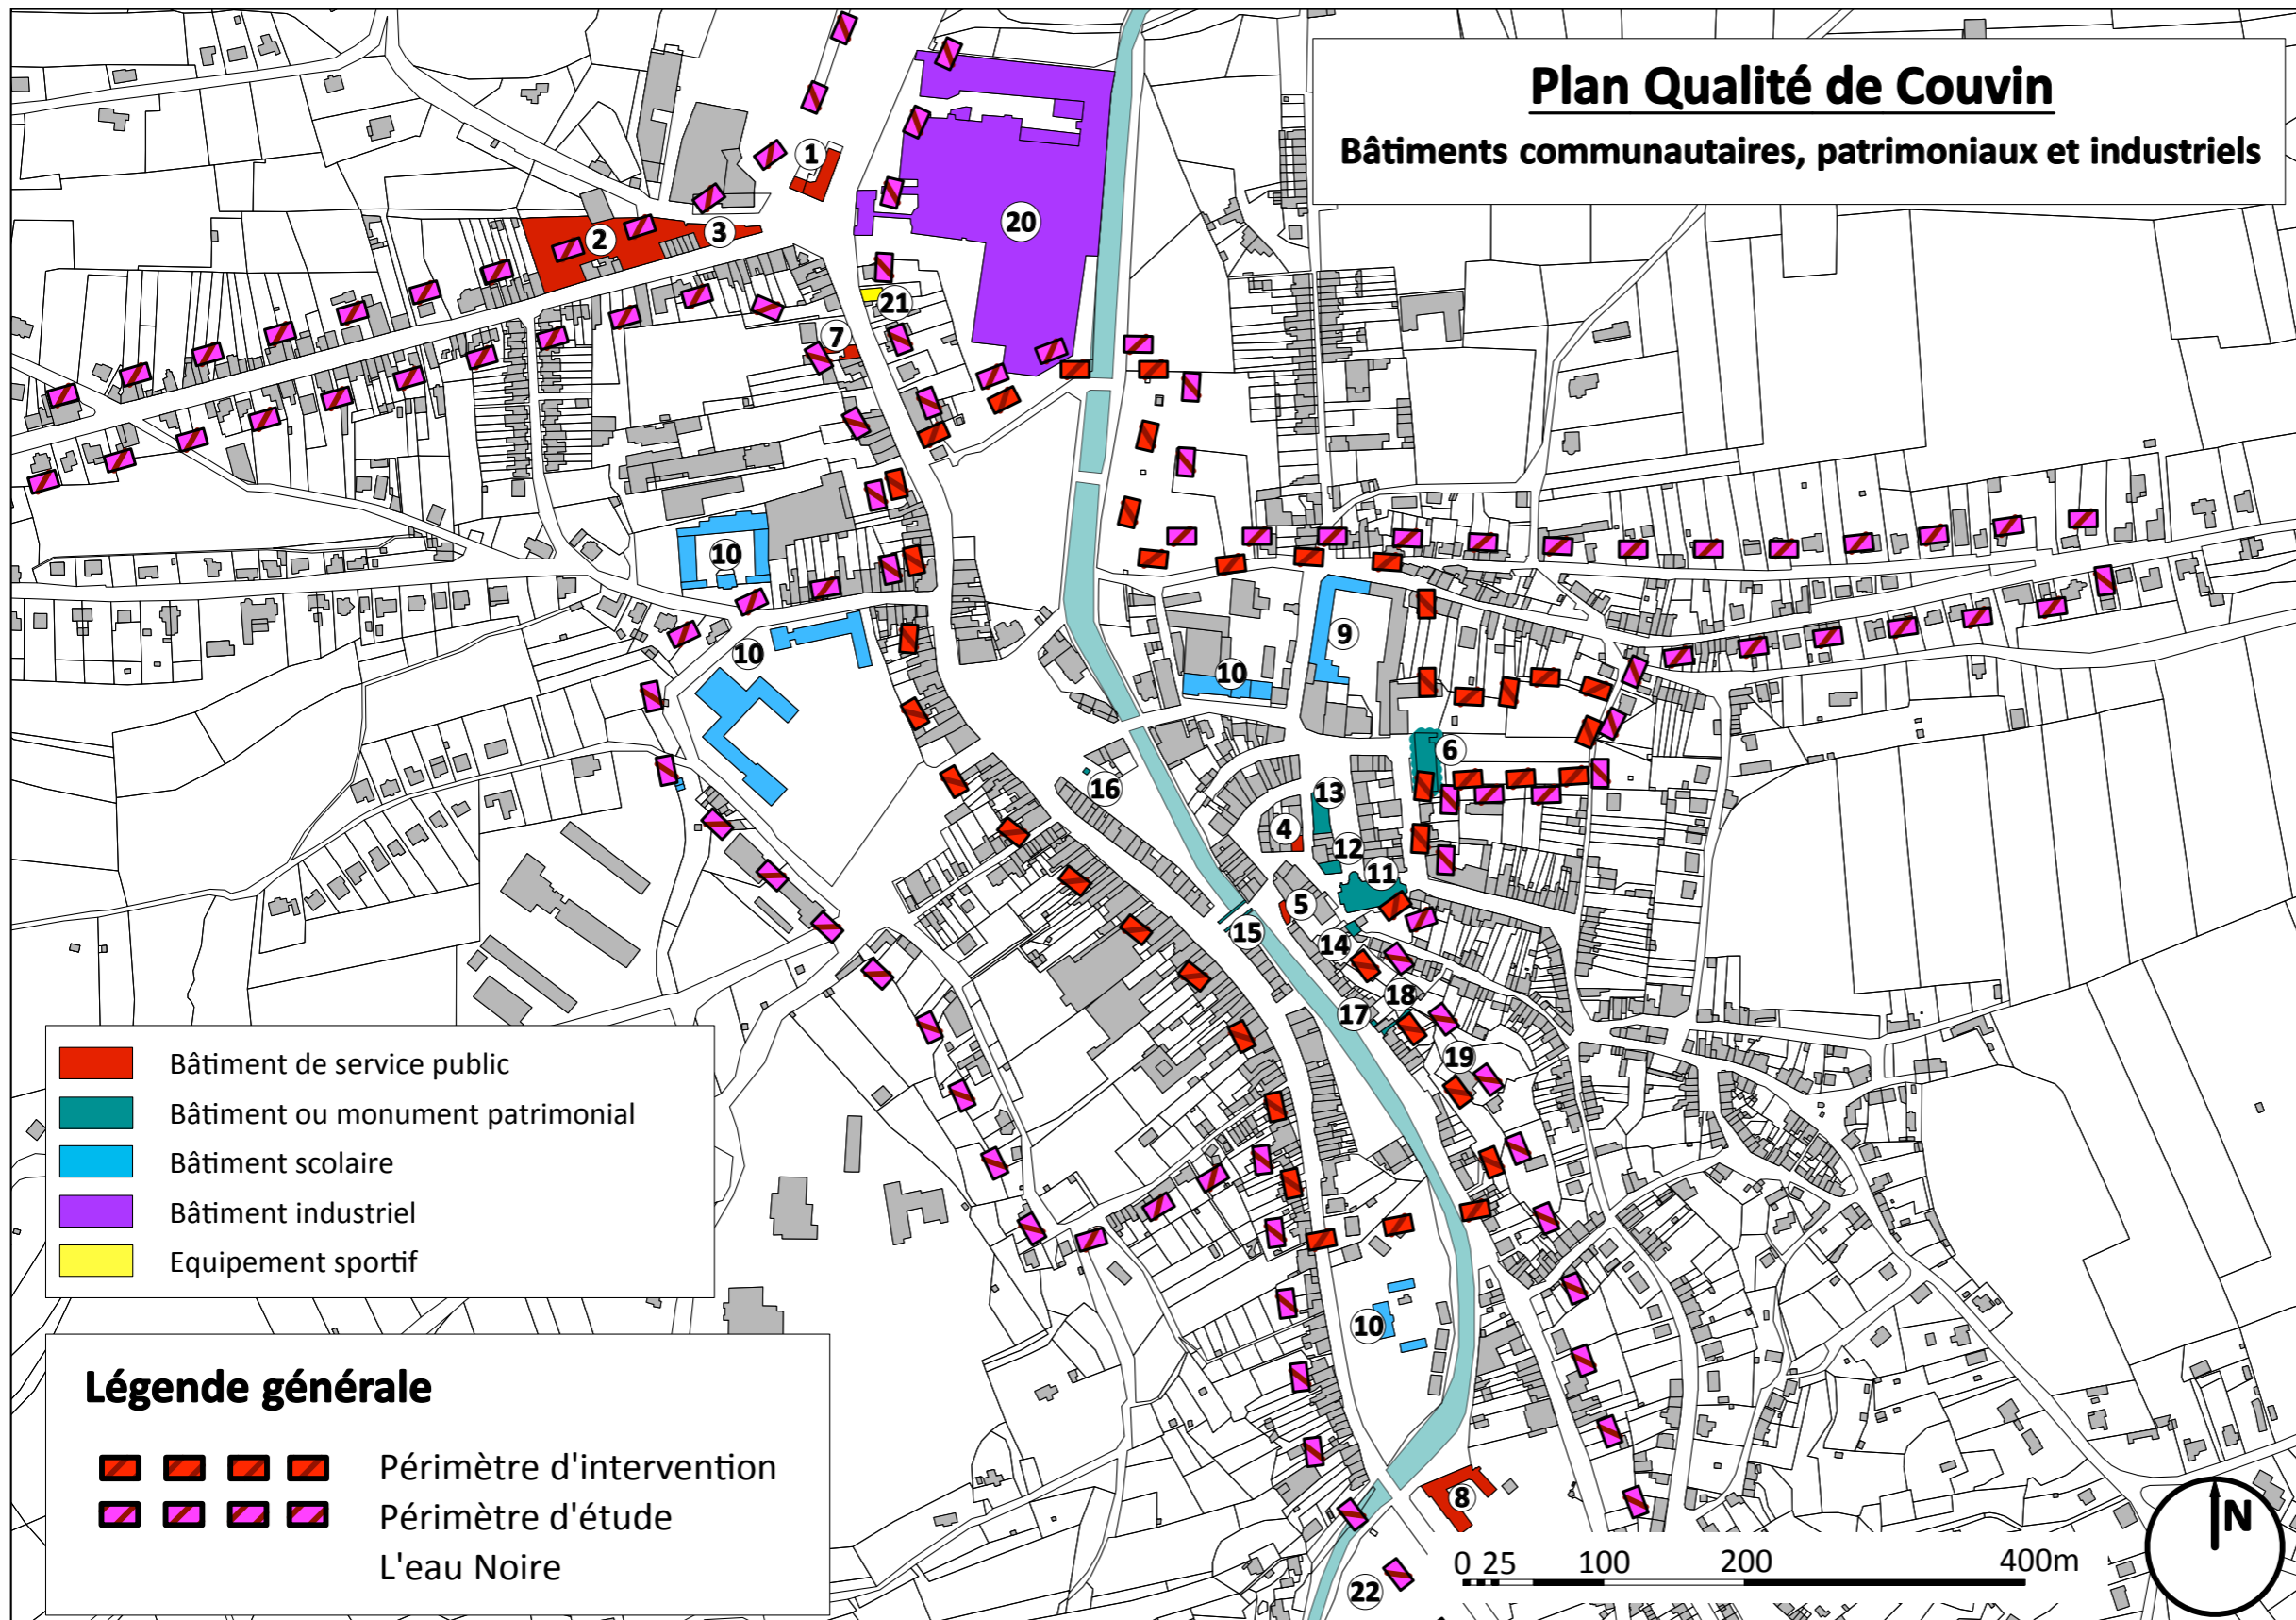 Plan Qualité de Couvin
Bâtiments communautaires, patrimoniaux et industriels
1
20
2
3
21
7
10
9
10
10
6
16
13
4
12
11
5
15
14
18
17
19
10
8
22
Bâtiment de service public
Bâtiment ou monument patrimonial
Bâtiment scolaire
Bâtiment industriel
Equipement sportif
Légende générale
Périmètre d'intervention
Périmètre d'étude
L'eau Noire
0 25 100 200 400m
N